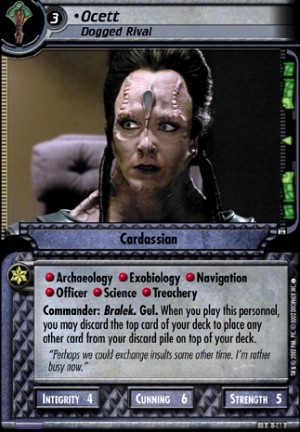 3
•Ocett
Dogged Rival
Cardassian
•Archaeology •Exobiology •Navigation
•Officer •Science •Treachery
Commander: Bralek. Gul. When you play this personnel,
you may discard the top card of your deck to place any
other card from your discard pile on top of your deck.
"Perhaps we could exchange insults some other time. I'm rather
busy now."
INTEGRITY 4 CUNNING 6 STRENGTH 5